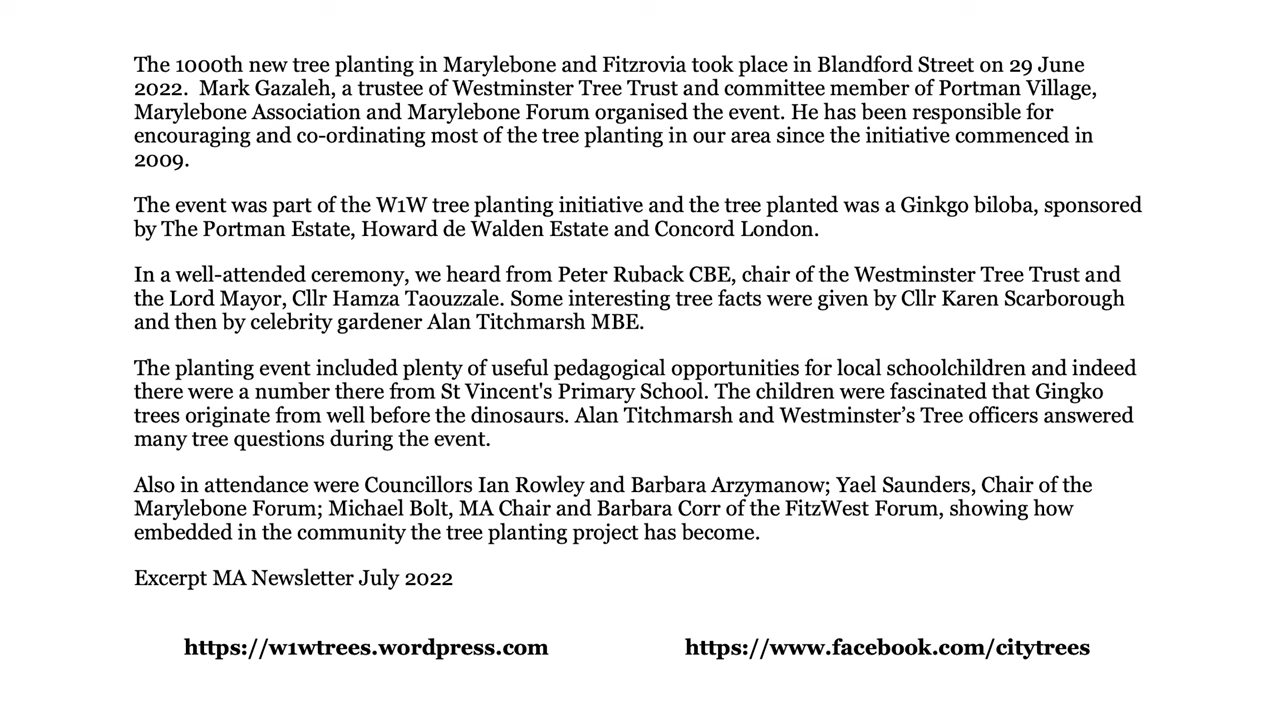 The 1000th new tree planting in Marylebone and Fitzrovia took place in Blandford Street on 29 June
2022.  Mark Gazaleh, a trustee of Westminster Tree Trust and committee member of Portman Village,
Marylebone Association and Marylebone Forum organised the event. He has been responsible for
encouraging and co-ordinating most of the tree planting in our area since the initiative commenced in
2009.
The event was part of the W1W tree planting initiative and the tree planted was a Ginkgo biloba, sponsored
by The Portman Estate, Howard de Walden Estate and Concord London.
In a well-attended ceremony, we heard from Peter Ruback CBE, chair of the Westminster Tree Trust and
the Lord Mayor, Cllr Hamza Taouzzale. Some interesting tree facts were given by Cllr Karen Scarborough
and then by celebrity gardener Alan Titchmarsh MBE.
The planting event included plenty of useful pedagogical opportunities for local schoolchildren and indeed
there were a number there from St Vincent's Primary School. The children were fascinated that Gingko
trees originate from well before the dinosaurs. Alan Titchmarsh and Westminster’s Tree officers answered
many tree questions during the event.
Also in attendance were Councillors Ian Rowley and Barbara Arzymanow; Yael Saunders, Chair of the
Marylebone Forum; Michael Bolt, MA Chair and Barbara Corr of the FitzWest Forum, showing how
embedded in the community the tree planting project has become.
Excerpt MA Newsletter July 2022
https://w1wtrees.wordpress.com https://www.facebook.com/citytrees